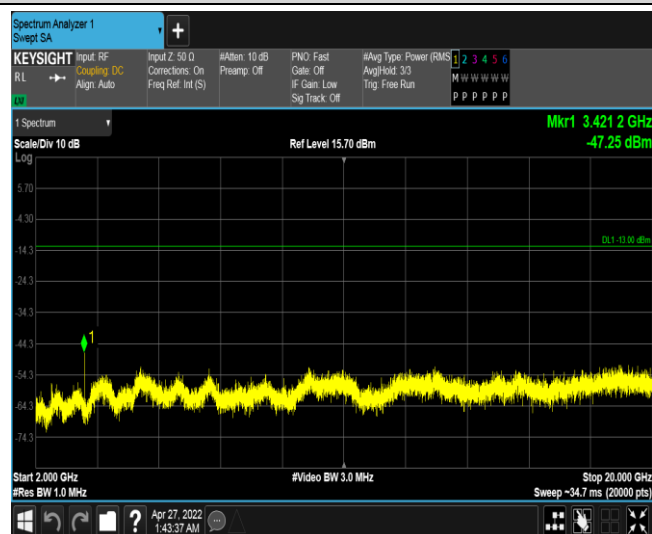 Spectrum Analyzer 1
Swept SA
+
KEYSIGHT
RL
Input: RF
Coupling: DC
Align: Auto
Input Z: 50 Ω
Corrections: On
Freq Ref: Int (S)
#Atten: 10 dB
Preamp: Off
PNO: Fast
Gate: Off
IF Gain: Low
Sig Track: Off
#Avg Type: Power (RMS
Avg|Hold: 3/3
Trig: Free Run
1 2 3 4 5 6
M W W W W W
P P P P P P
1 Spectrum
Scale/Div 10 dB
Ref Level 15.70 dBm
Mkr1 3.421 2 GHz
-47.25 dBm
Log
5.70
-4.30
DL1 -13.00 dBm
-14.3
-24.3
-34.3
-44.3
1
-54.3
-64.3
-74.3
Start 2.000 GHz
#Video BW 3.0 MHz
Stop 20.000 GHz
#Res BW 1.0 MHz
Sweep ~34.7 ms (20000 pts)
?
Apr 27, 2022
1:43:37 AM